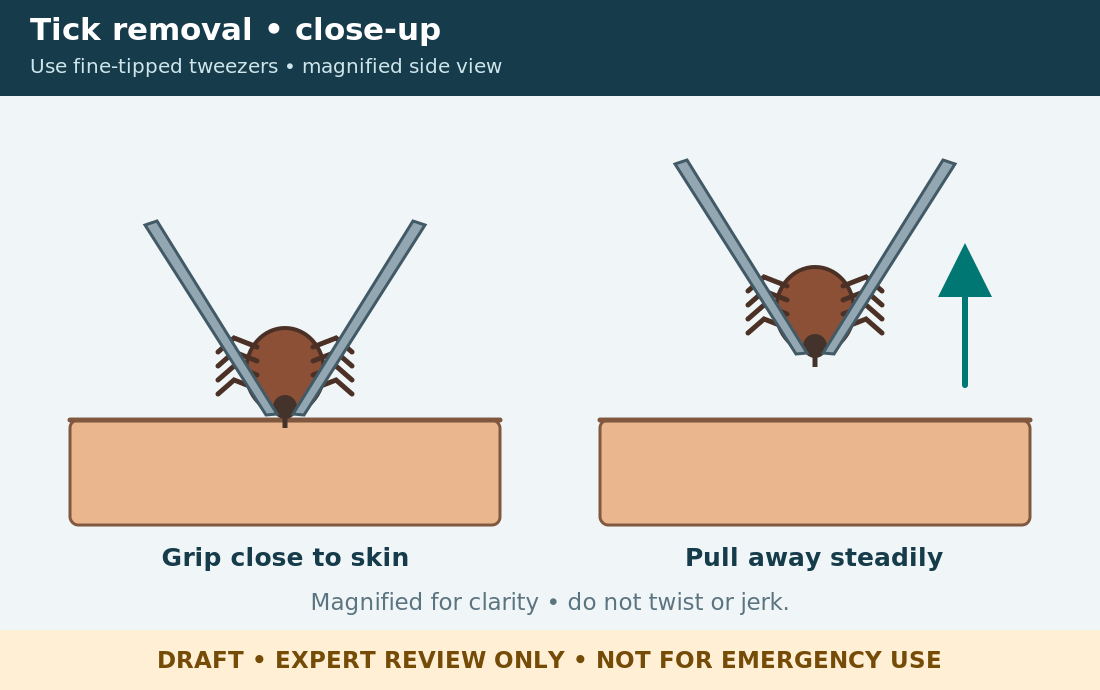 Tick removal • close-up
Use fine-tipped tweezers • magnified side view
Grip close to skin
Pull away steadily
Magnified for clarity • do not twist or jerk.
DRAFT • EXPERT REVIEW ONLY • NOT FOR EMERGENCY USE